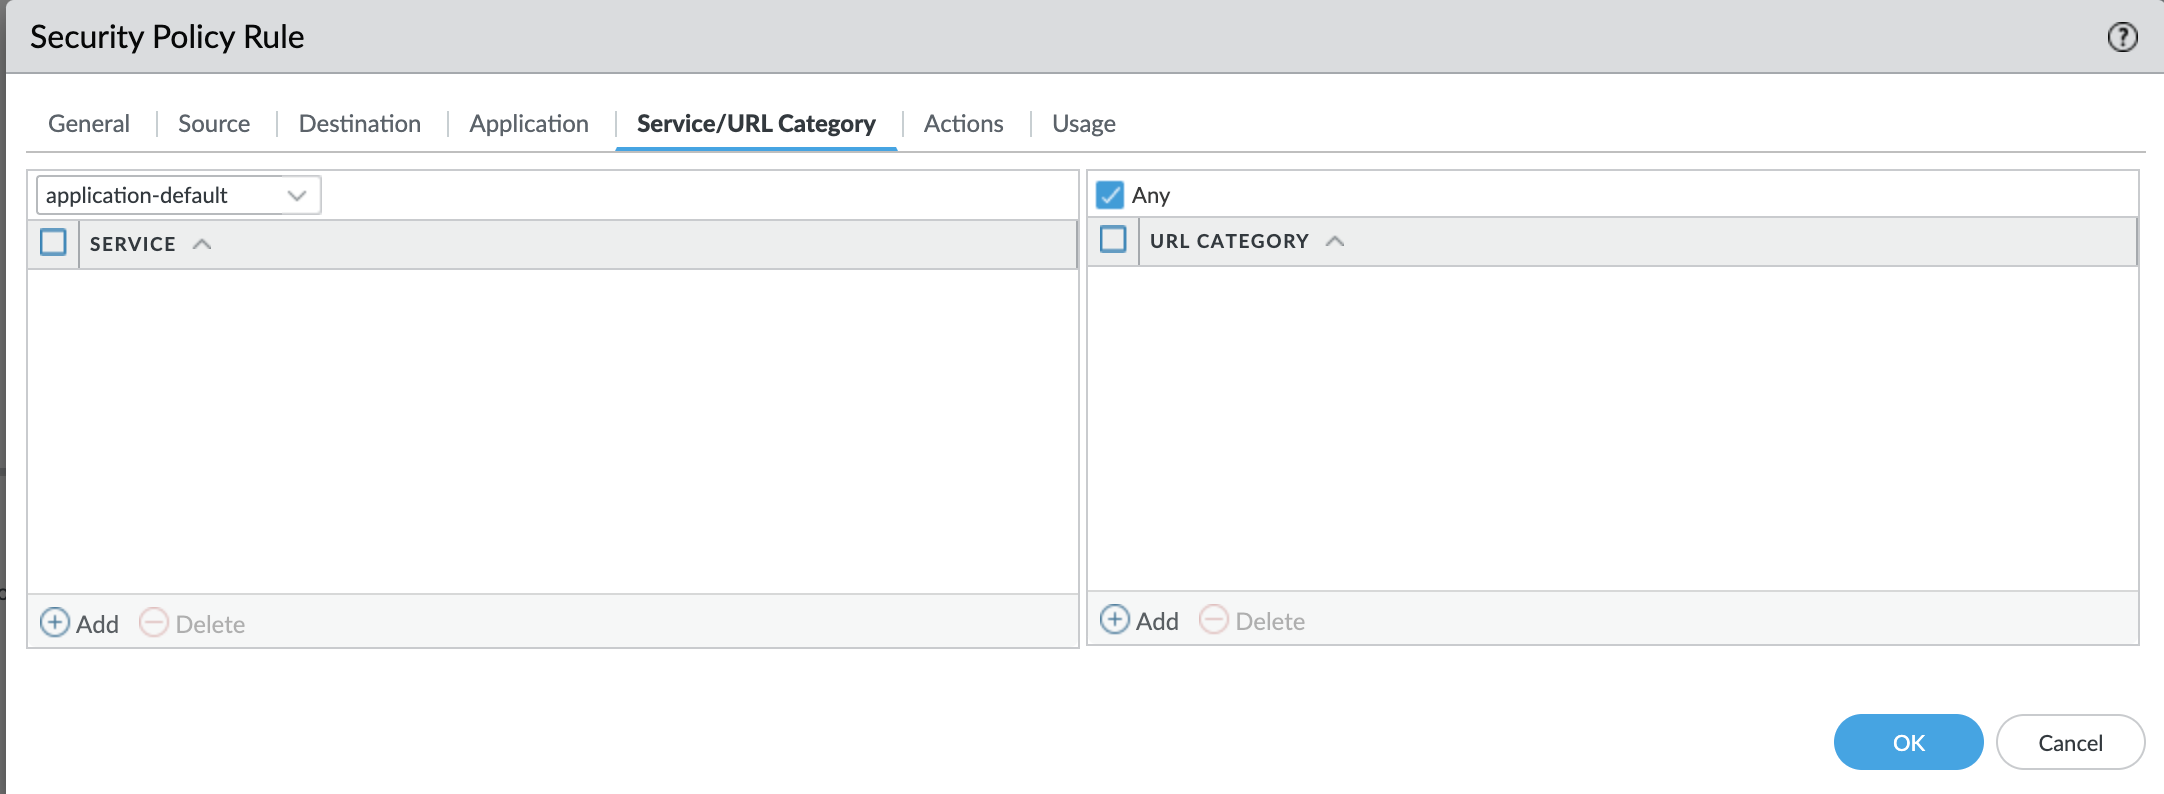 Security Policy Rule
General Source Destination Application Service/URL Category Actions Usage
application-default
Any
SERVICE
URL CATEGORY
Add Delete
Add Delete
OK Cancel